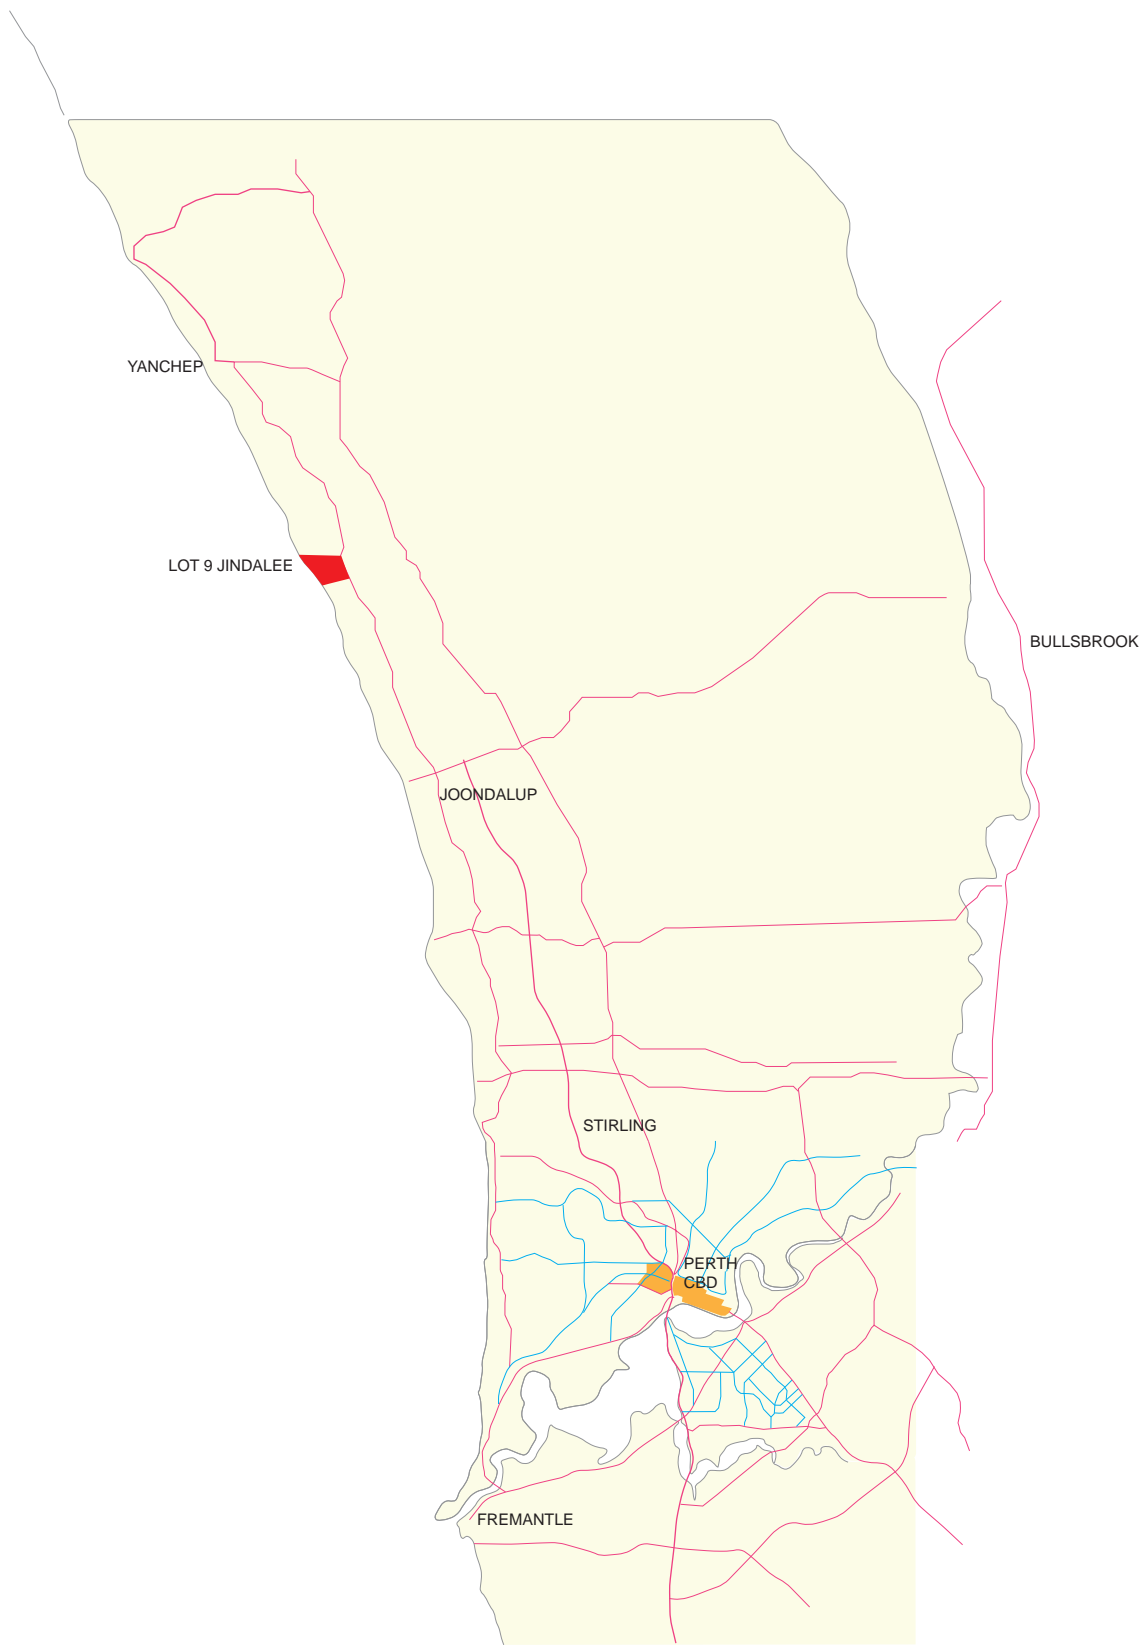 YANCHEP
LOT 9 JINDALEE
BULLSBROOK
JOONDALUP
STIRLING
PERTH
CBD
FREMANTLE